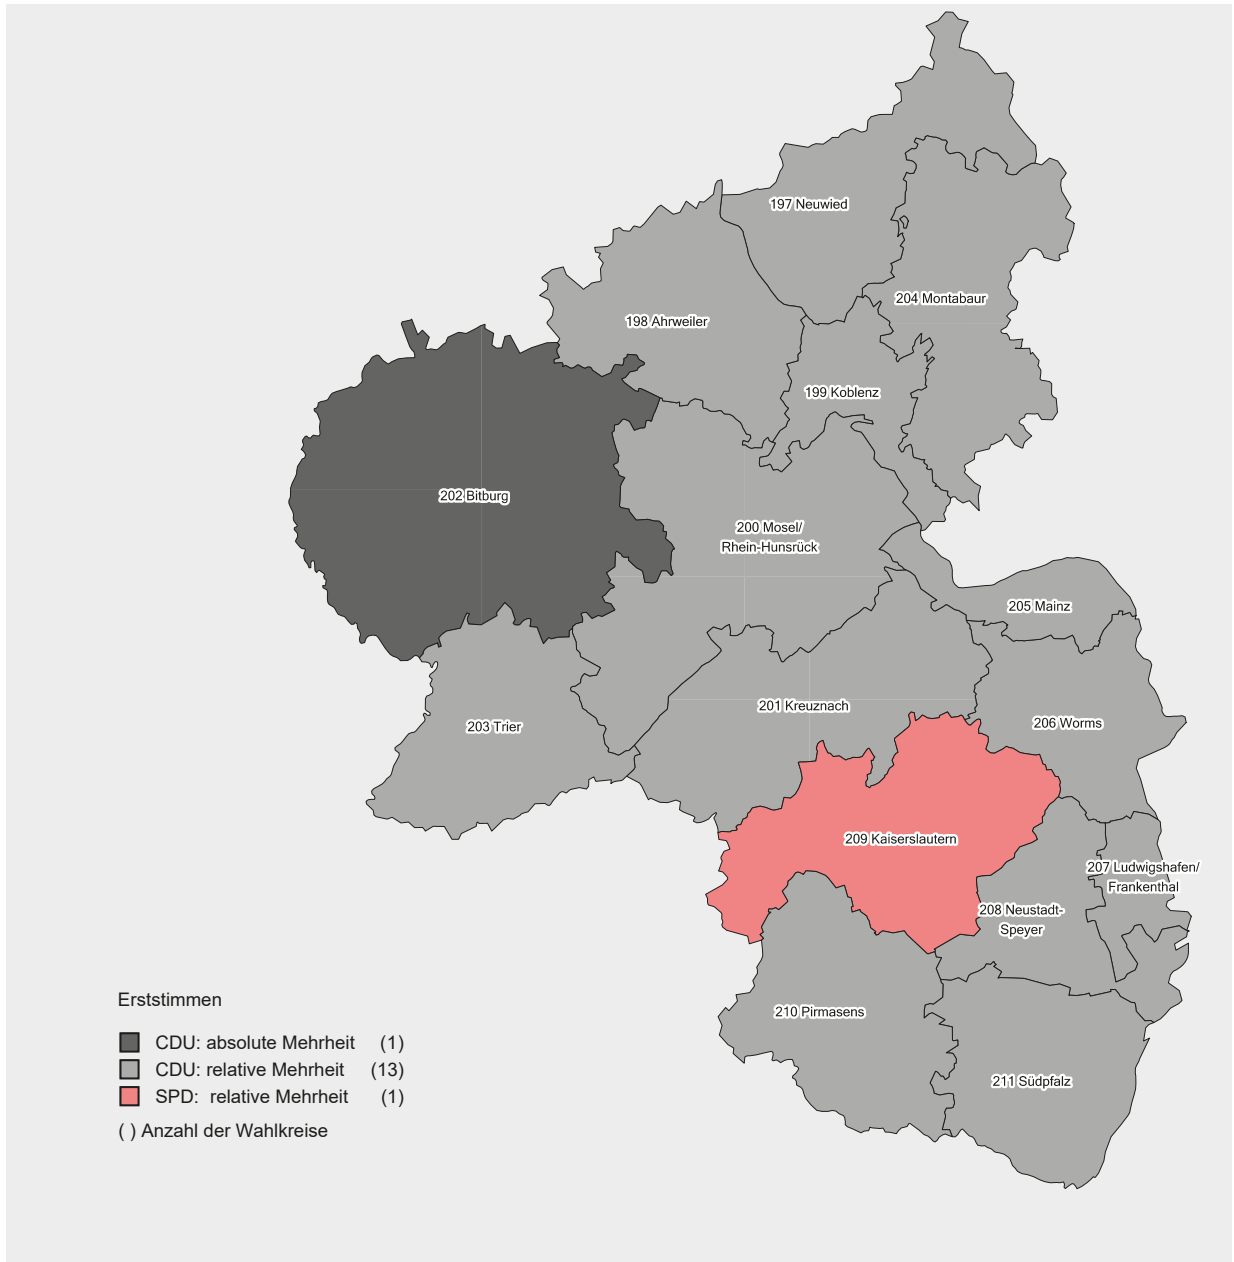 197 Neuwied
204 Montabaur
198 Ahrweiler
199 Koblenz
202 Bitburg
200 Mosel/
Rhein-Hunsrück
205 Mainz
201 Kreuznach
203 Trier
206 Worms
209 Kaiserslautern
207 Ludwigshafen/
Frankenthal
208 Neustadt-
Speyer
210 Pirmasens
211 Südpfalz
Erststimmen
CDU: absolute Mehrheit (1)
CDU: relative Mehrheit (13)
SPD: relative Mehrheit (1)
( ) Anzahl der Wahlkreise